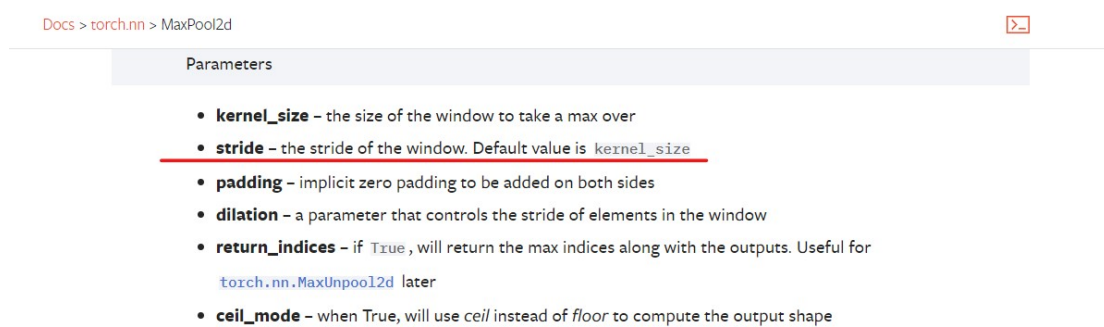 Docs > torch.nn > MaxPool2d
Parameters
• kernel_size – the size of the window to take a max over
• stride – the stride of the window. Default value is kernel_size
• padding – implicit zero padding to be added on both sides
• dilation – a parameter that controls the stride of elements in the window
• return_indices – if True, will return the max indices along with the outputs. Useful for
torch.nn.MaxUnpool2d later
• ceil_mode – when True, will use ceil instead of floor to compute the output shape